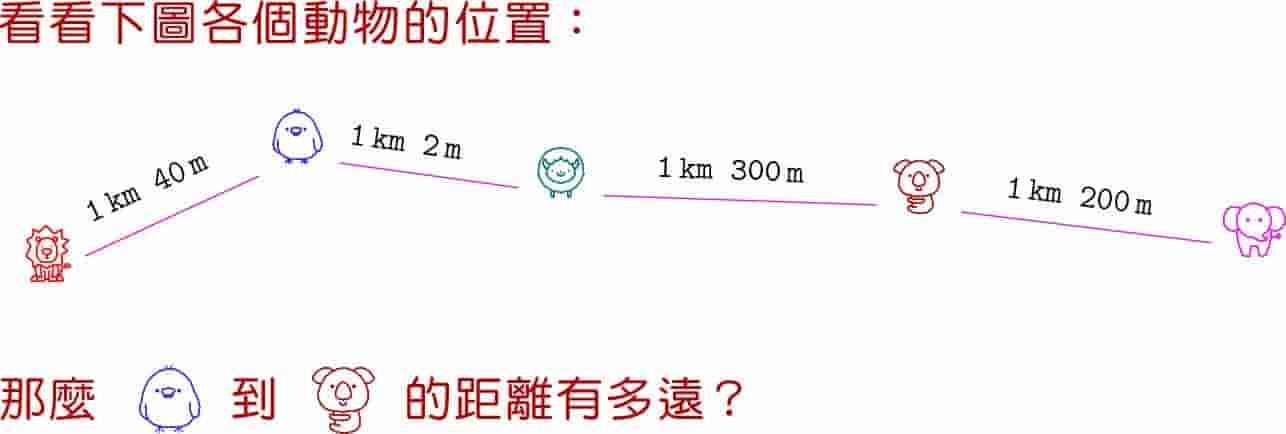 看看下圖各個動物的位置：
1 km 40 m
1 km 2 m
1 km 300 m
1 km 200 m
那麼 到 的距離有多遠？